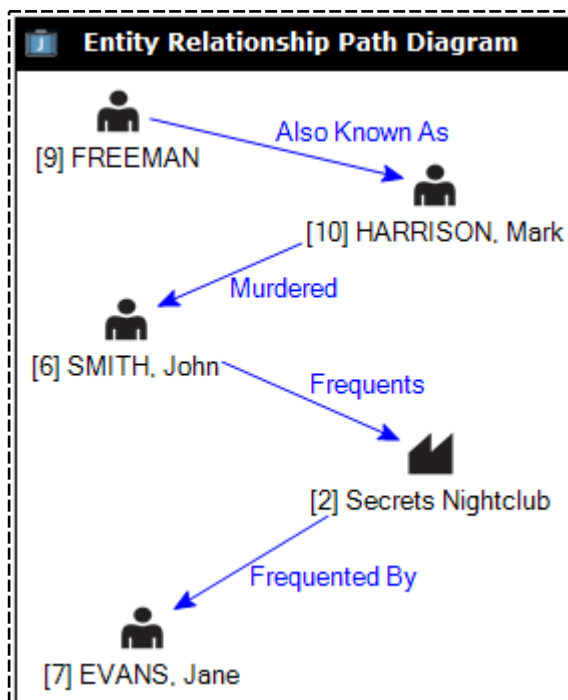 Entity Relationship Path Diagram
[9] FREEMAN
Also Known As
[10] HARRISON, Mark
Murdered
[6] SMITH, John
Frequents
[2] Secrets Nightclub
Frequented By
[7] EVANS, Jane